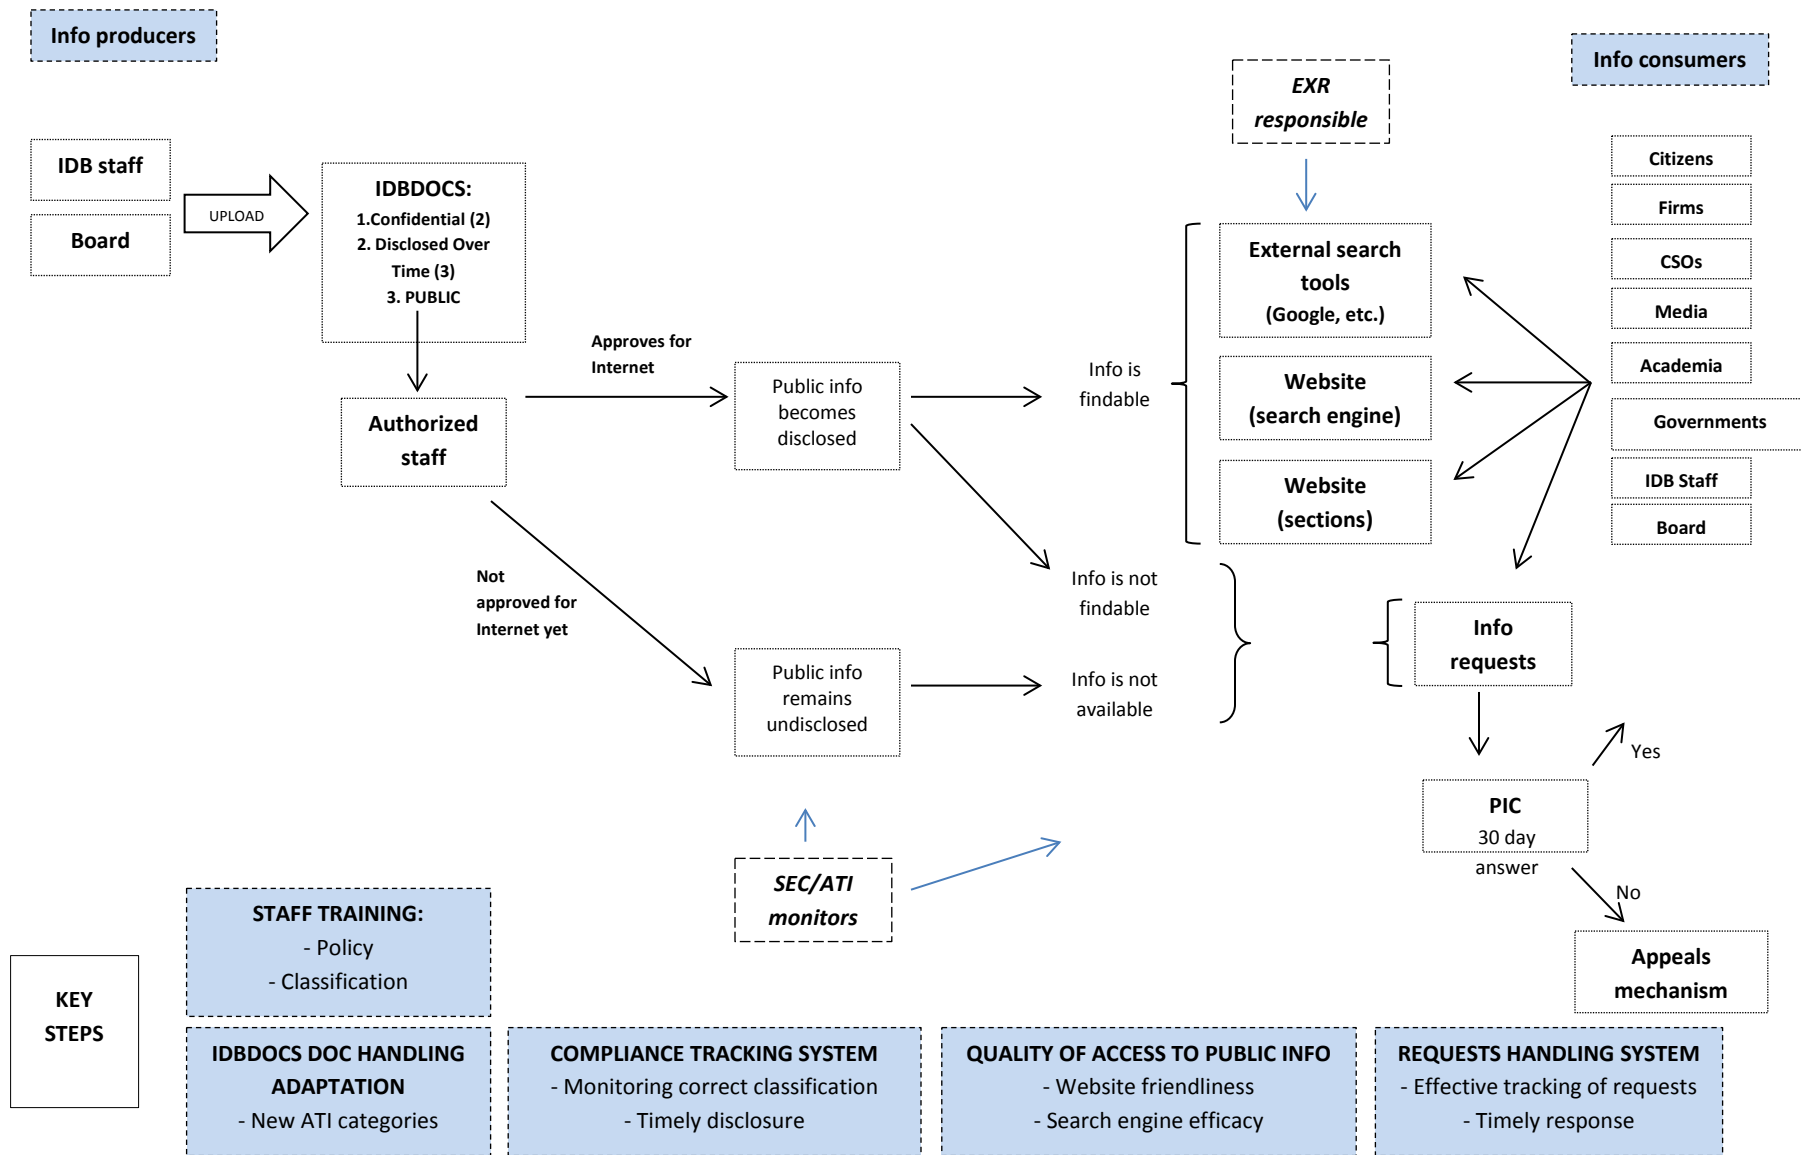 Info producers
Info consumers
EXR
responsible
IDB staff
Board
UPLOAD
IDBDOCS:
1.Confidential (2)
2. Disclosed Over
Time (3)
3. PUBLIC
Authorized
staff
Approves for
Internet
Not
approved for
Internet yet
Public info
becomes
disclosed
Public info
remains
undisclosed
Info is
findable
Info is not
findable
Info is not
available
External search
tools
(Google, etc.)
Website
(search engine)
Website
(sections)
Citizens
Firms
CSOs
Media
Academia
Governments
IDB Staff
Board
Info
requests
PIC
30 day
answer
Yes
No
Appeals
mechanism
SEC/ATI
monitors
KEY
STEPS
STAFF TRAINING:
- Policy
- Classification
IDBDOCS DOC HANDLING
ADAPTATION
- New ATI categories
COMPLIANCE TRACKING SYSTEM
- Monitoring correct classification
- Timely disclosure
QUALITY OF ACCESS TO PUBLIC INFO
- Website friendliness
- Search engine efficacy
REQUESTS HANDLING SYSTEM
- Effective tracking of requests
- Timely response